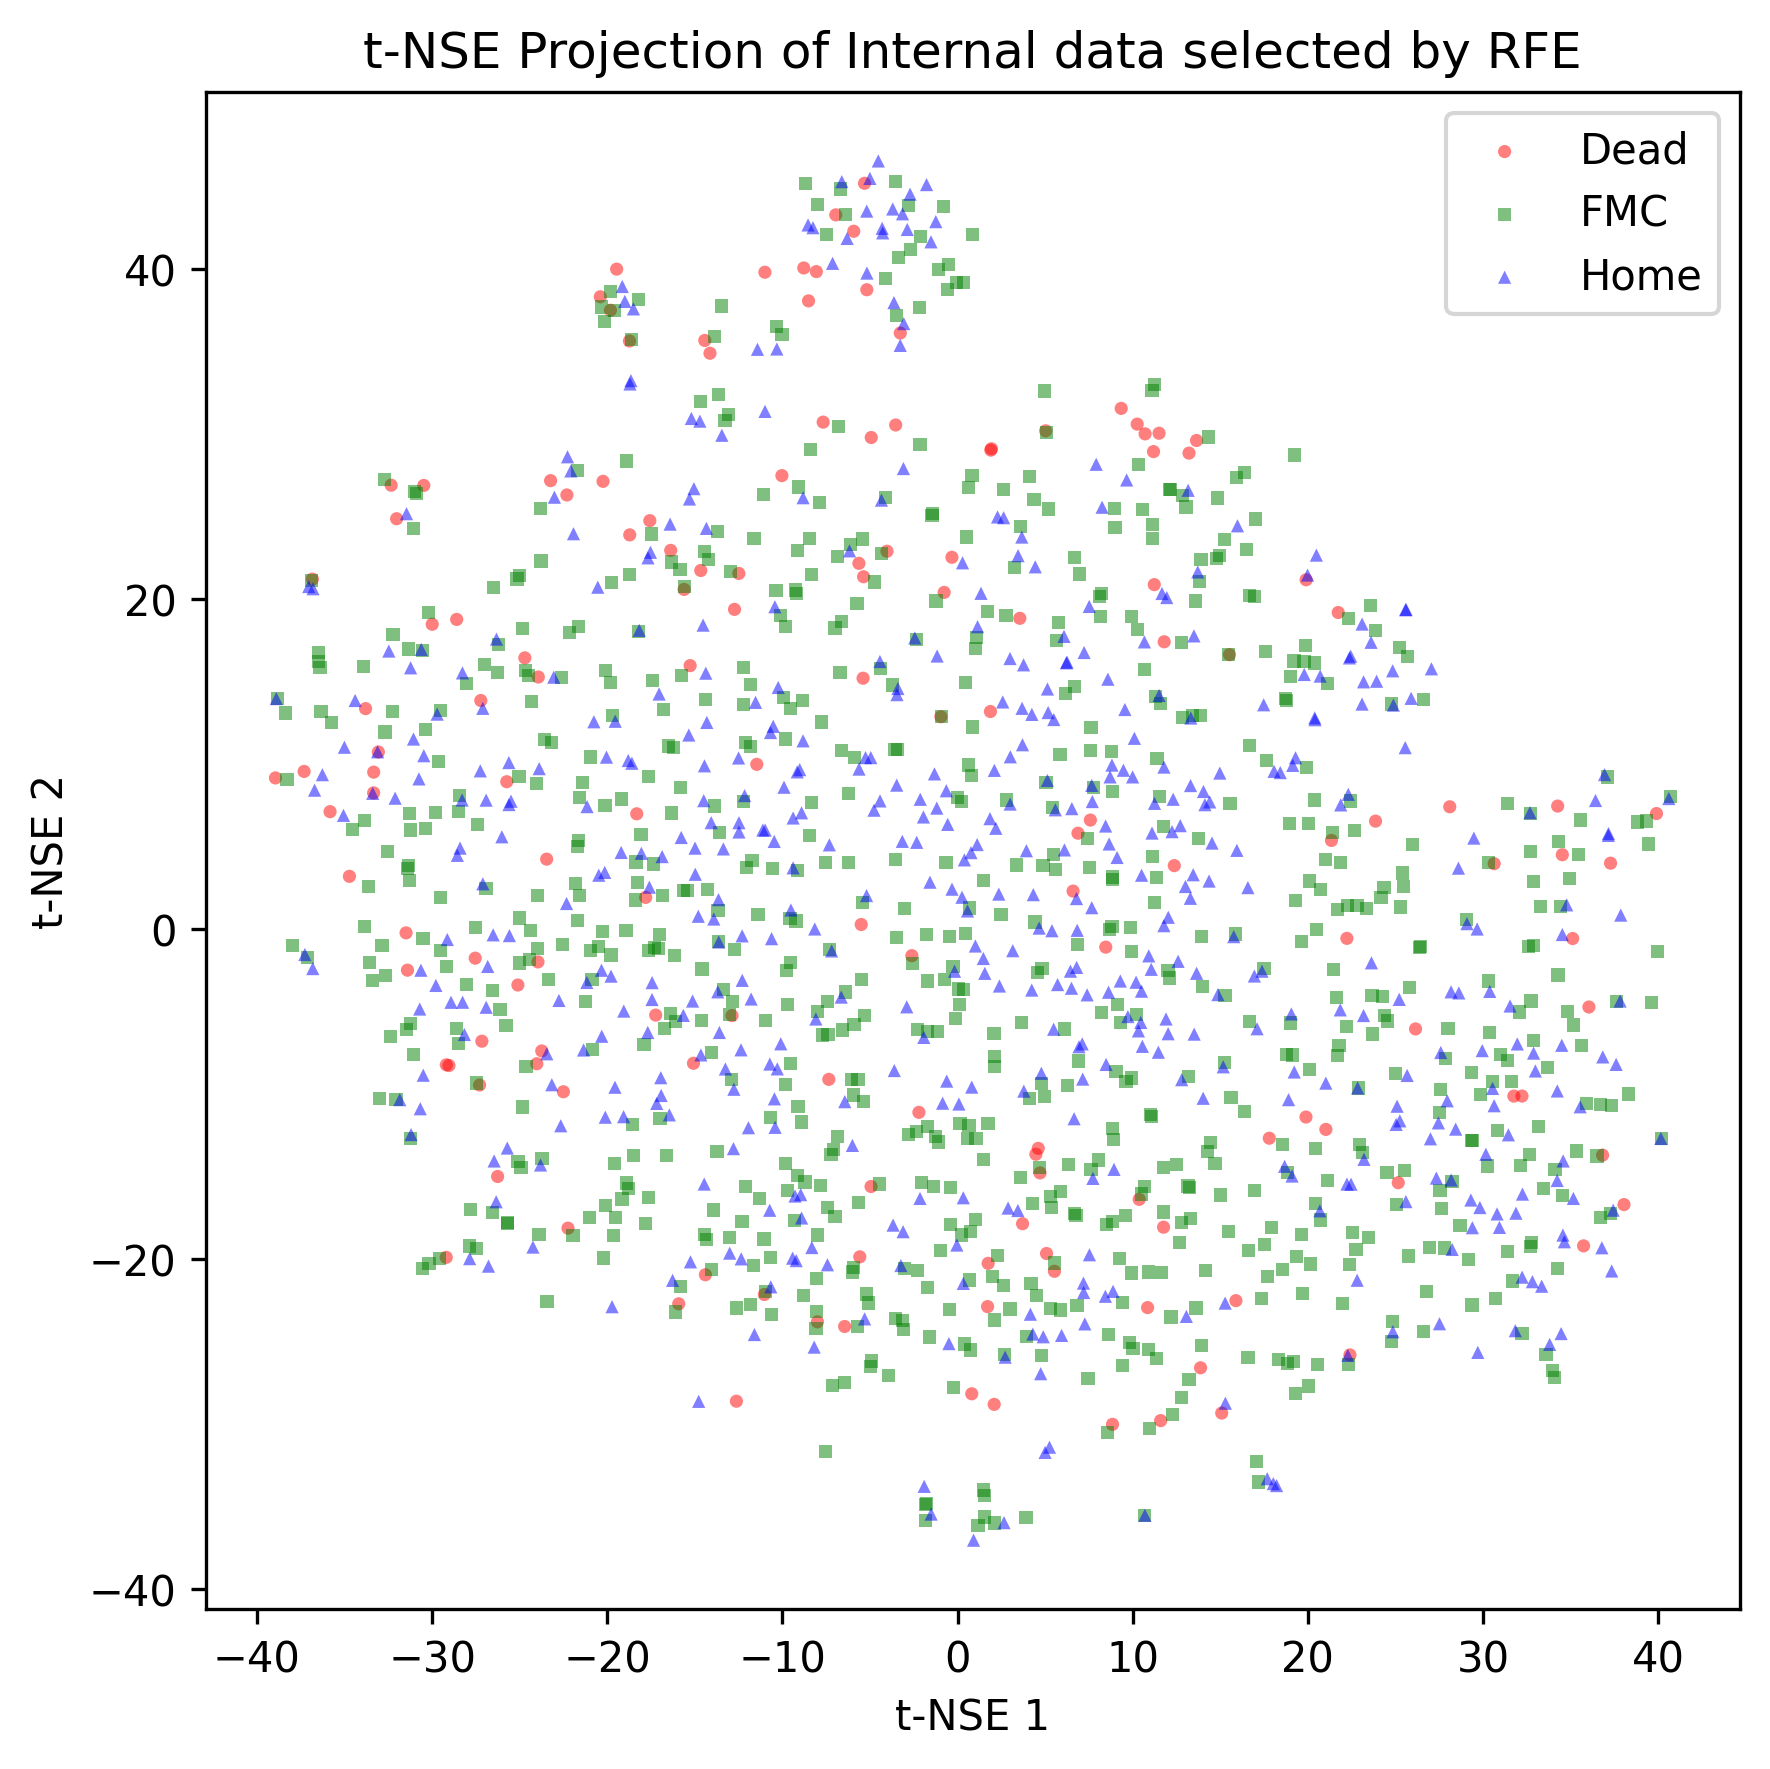 t-NSE Projection of Internal data selected by RFE
Dead
FMC
Home
40
20
0
−20
−40
t-NSE 2
−40 −30 −20 −10 0 10 20 30 40
t-NSE 1